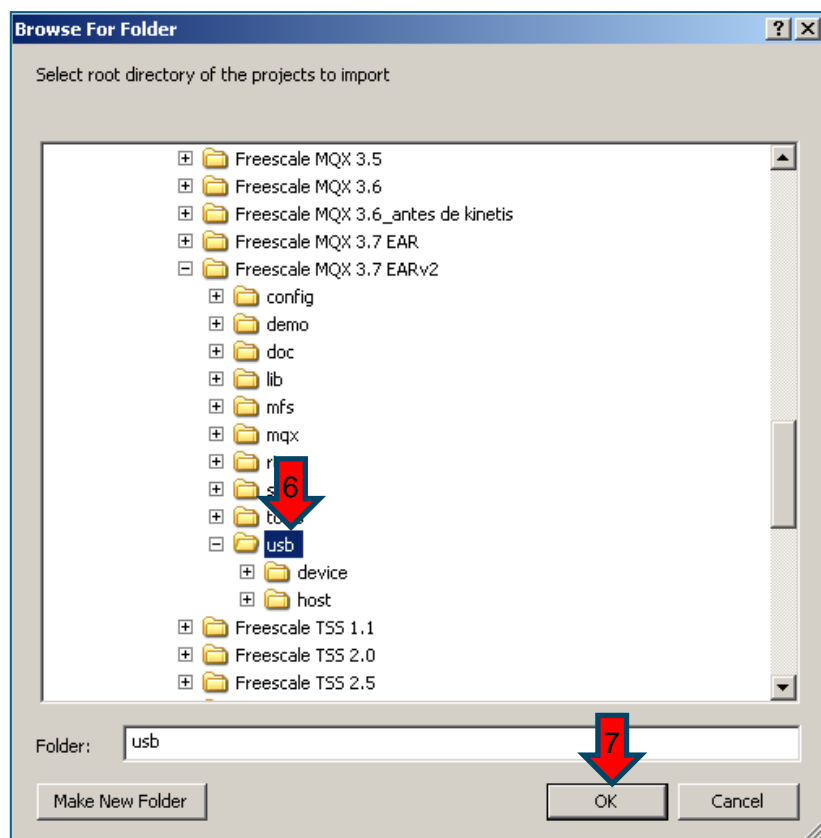 Browse For Folder
Select root directory of the projects to import
Freescale MQX 3.5
Freescale MQX 3.6
Freescale MQX 3.6_antes de kinetis
Freescale MQX 3.7 EAR
Freescale MQX 3.7 EARv2
config
demo
doc
lib
mfs
mqx
6
usb
device
host
Freescale TSS 1.1
Freescale TSS 2.0
Freescale TSS 2.5
Folder: usb
7
Make New Folder OK Cancel